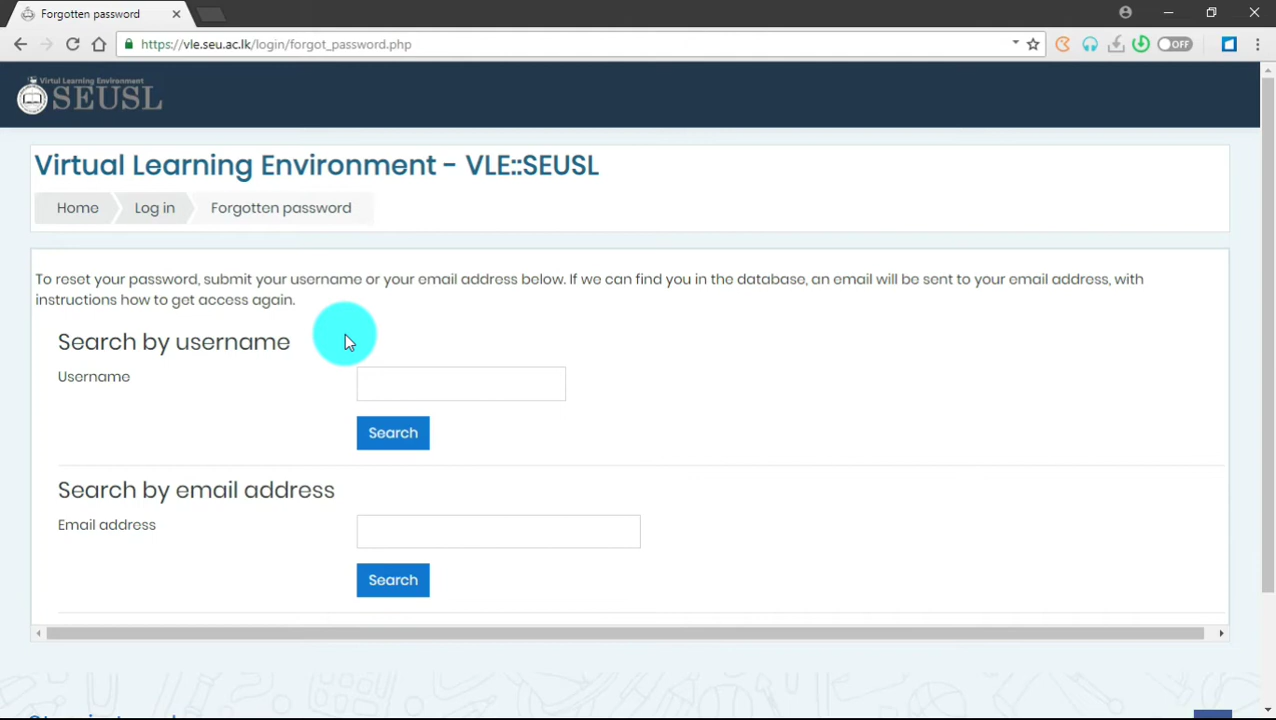 Forgotten password
https://vle.seu.ac.lk/login/forgot_password.php
OFF
Virtul Learning Environment
SEUSL
Virtual Learning Environment - VLE::SEUSL
Home
Log in
Forgotten password
To reset your password, submit your username or your email address below. If we can find you in the database, an email will be sent to your email address, with
instructions how to get access again.
Search by username
Username
Search
Search by email address
Email address
Search